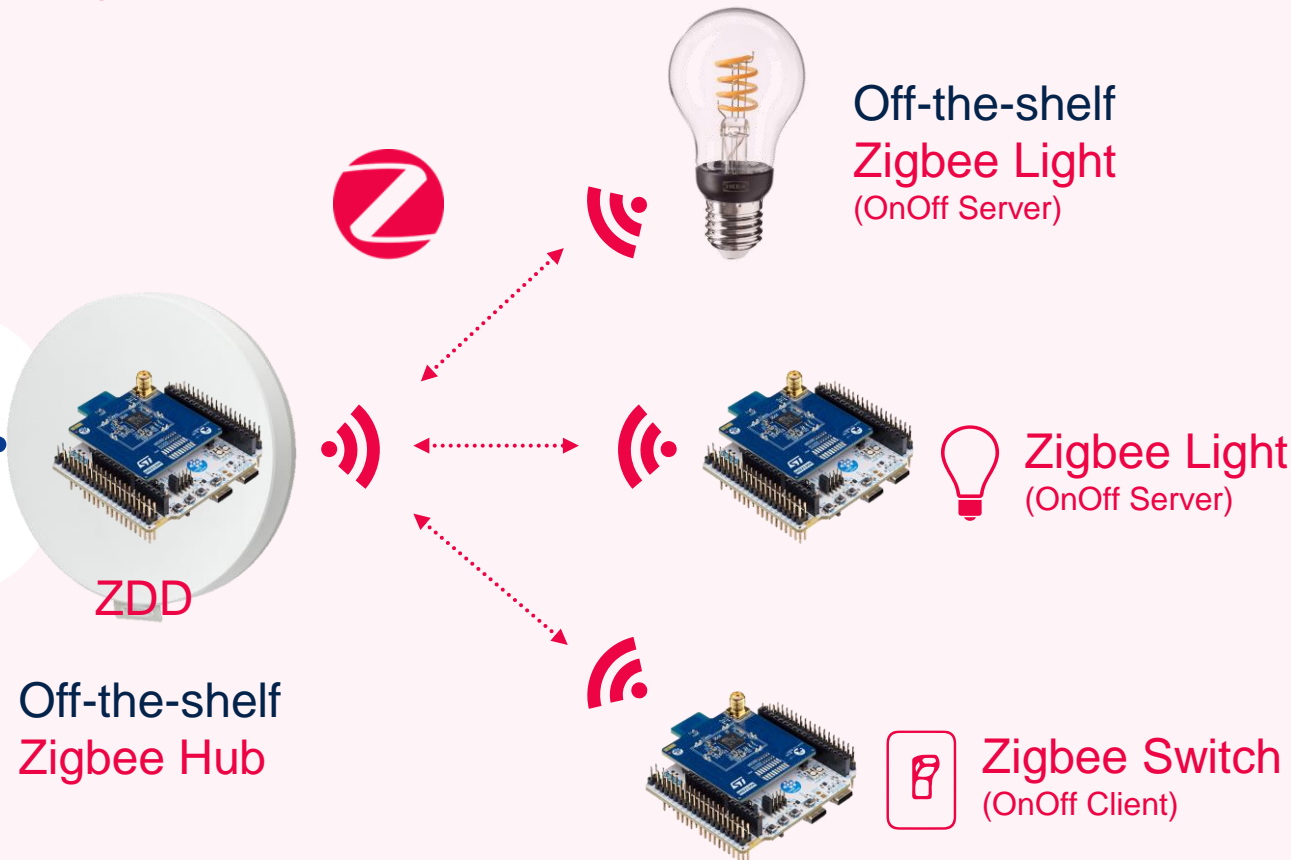 Off-the-shelf
Zigbee Light
(OnOff Server)
Zigbee Light
(OnOff Server)
ZDD
Off-the-shelf
Zigbee Hub
Zigbee Switch
(OnOff Client)